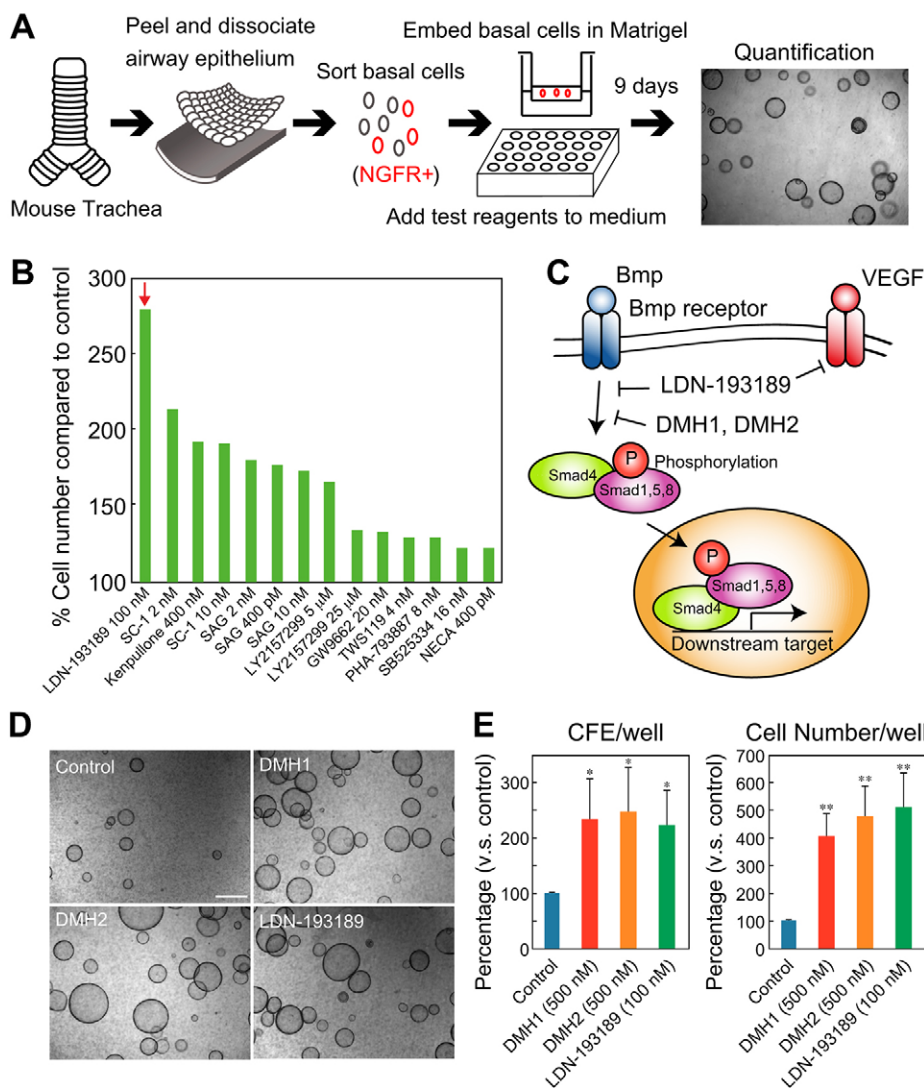 A
Peel and dissociate
airway epithelium
Mouse Trachea
Sort basal cells
(NGFR+)
Embed basal cells in Matrigel
9 days
Add test reagents to medium
Quantification
B
% Cell number compared to control
300
250
200
150
100
LDN-193189 100 nM
SC-1 2 nM
Kenpullone 400 nM
SC-1 10 nM
SAG 2 nM
SAG 400 pM
SAG 10 nM
LY2157299 5 μM
LY2157299 25 μM
GW9662 20 nM
TWS119 4 nM
PHA-793887 8 nM
SB525334 16 nM
NECA 400 pM
C
Bmp
Bmp receptor
VEGF
LDN-193189
DMH1, DMH2
P
Phosphorylation
Smad4
Smad1,5,8
P
Smad1,5,8
Smad4
Downstream target
D
Control
DMH1
DMH2
LDN-193189
E
CFE/well
Percentage (v.s. control)
350
300
200
100
0
*
*
*
Control
DMH1 (500 nM)
DMH2 (500 nM)
LDN-193189 (100 nM)
Cell Number/well
Percentage (v.s. control)
700
600
500
400
300
200
100
0
**
**
**
Control
DMH1 (500 nM)
DMH2 (500 nM)
LDN-193189 (100 nM)